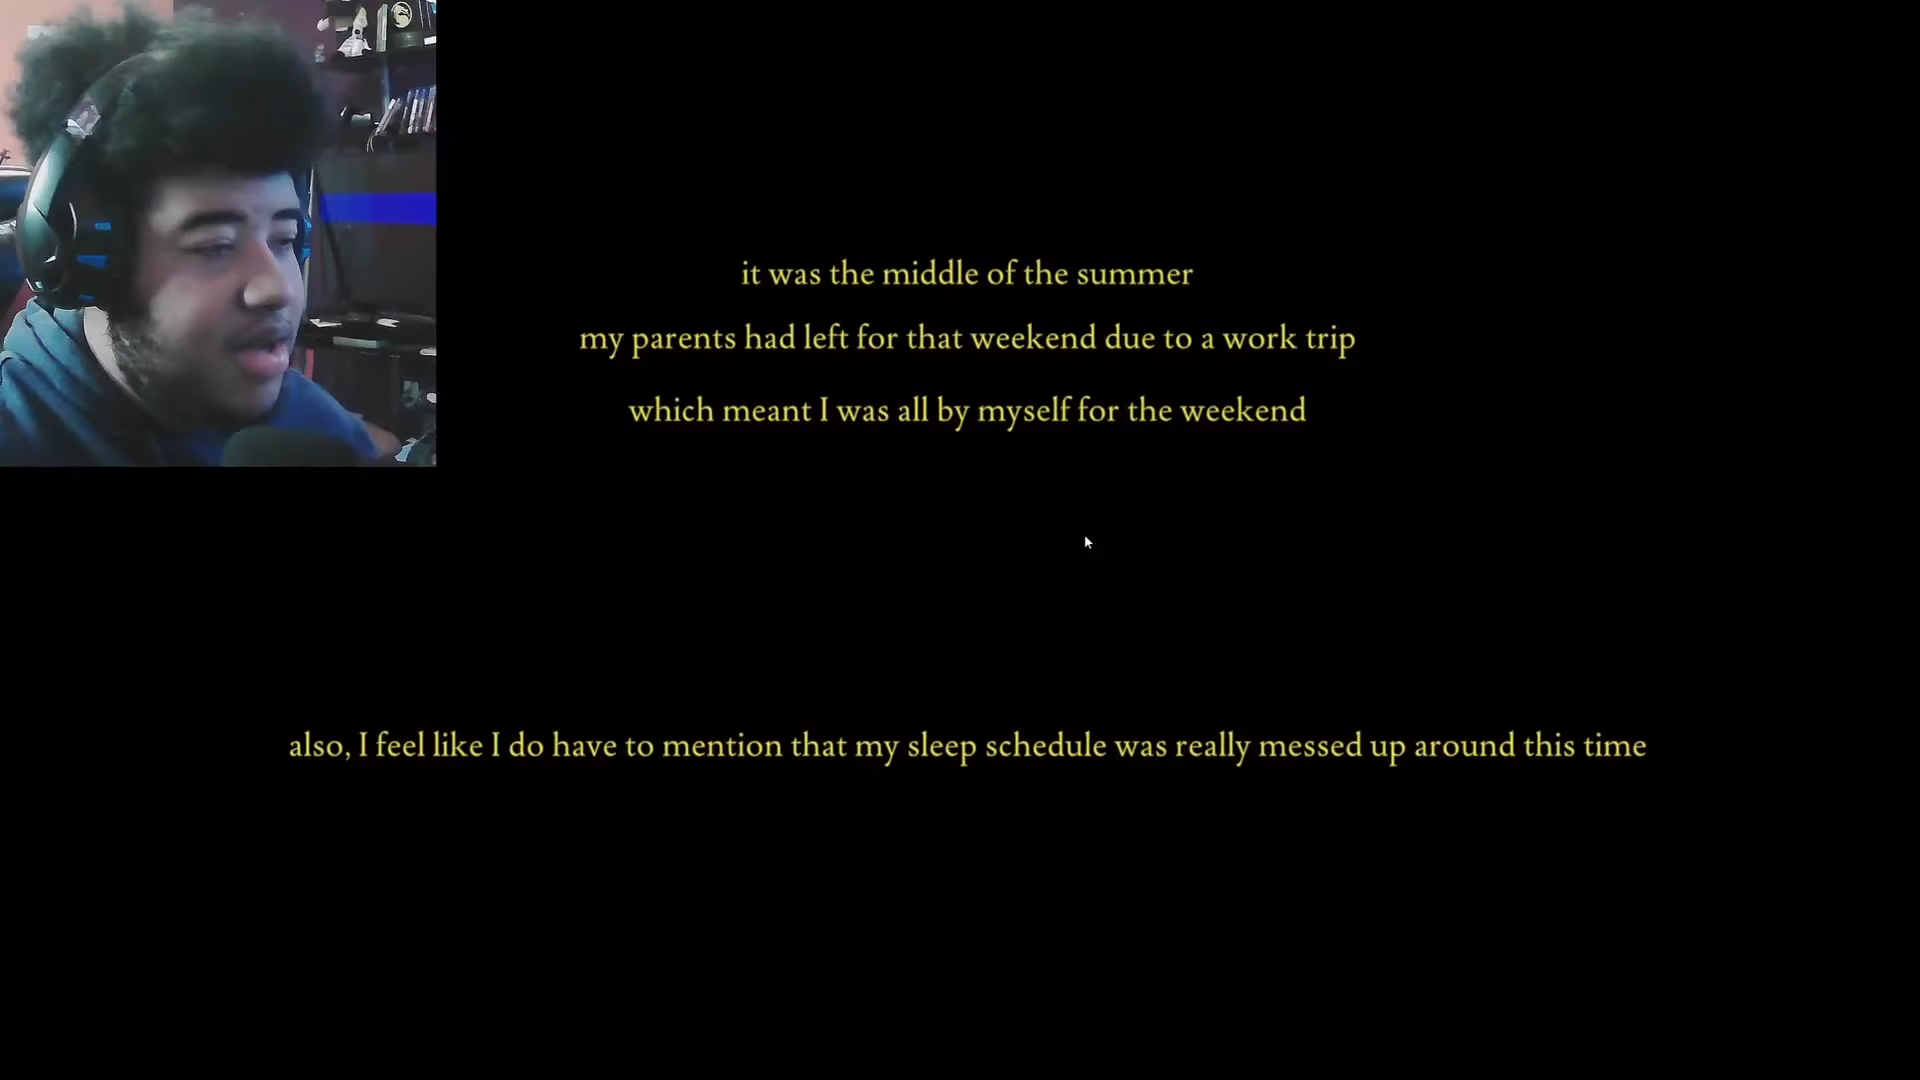 it was the middle of the summer
my parents had left for that weekend due to a work trip
which meant I was all by myself for the weekend
also, I feel like I do have to mention that my sleep schedule was really messed up around this time